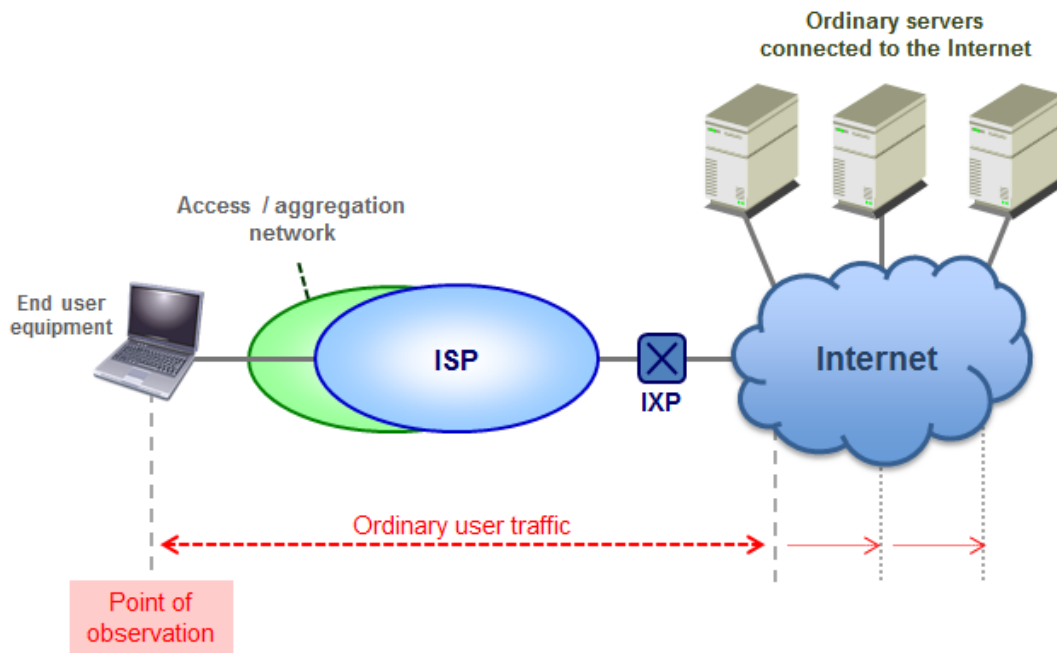 Ordinary servers
connected to the Internet
Access / aggregation
network
End user
equipment
ISP
IXP
Internet
Ordinary user traffic
Point of
observation